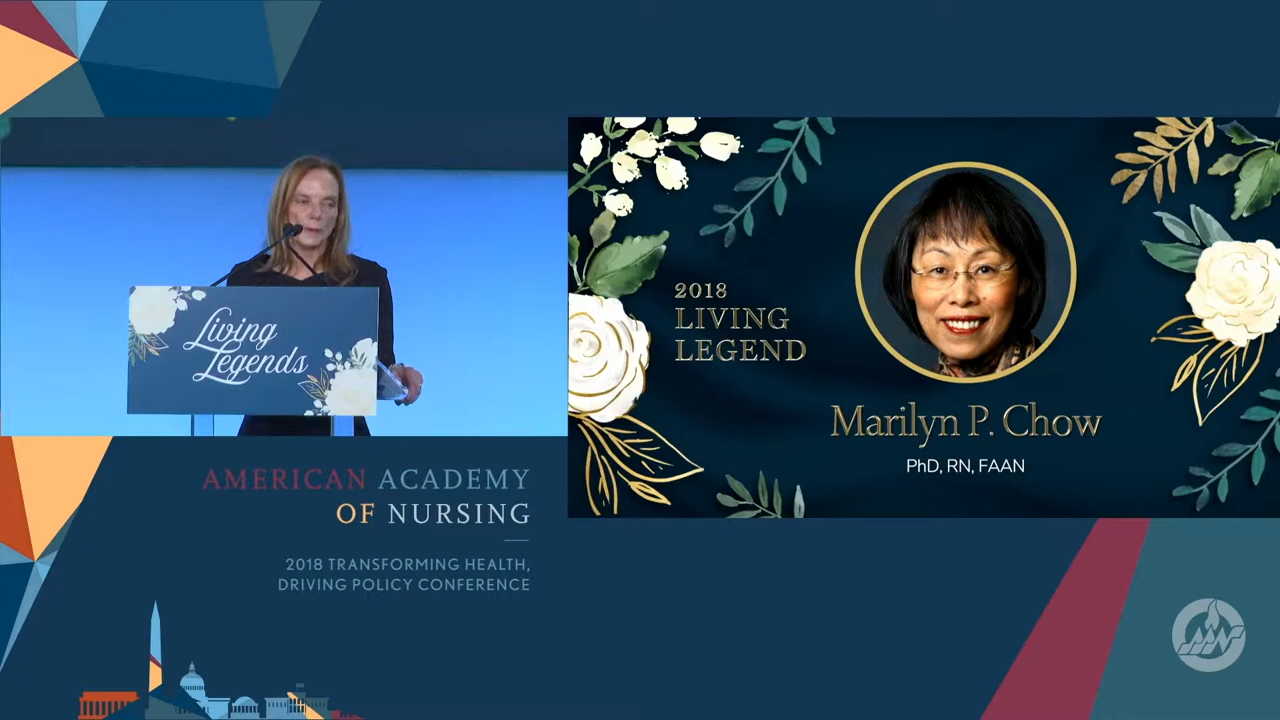 Living
Legends
AMERICAN ACADEMY
OF NURSING
2018 TRANSFORMING HEALTH,
DRIVING POLICY CONFERENCE
2018
LIVING
LEGEND
Marilyn P. Chow
PhD, RN, FAAN